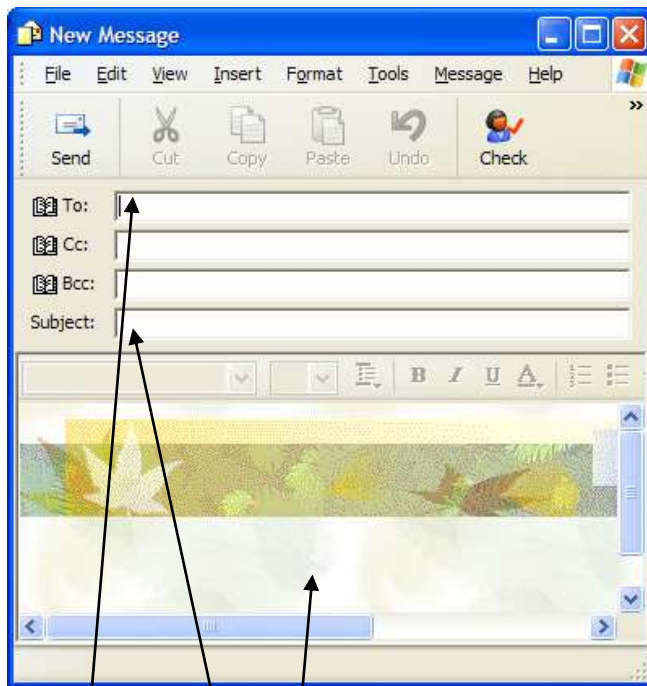 New Message
File Edit View Insert Format Tools Message Help
Send Cut Copy Paste Undo Check
To:
Cc:
Bcc:
Subject:
B I U A